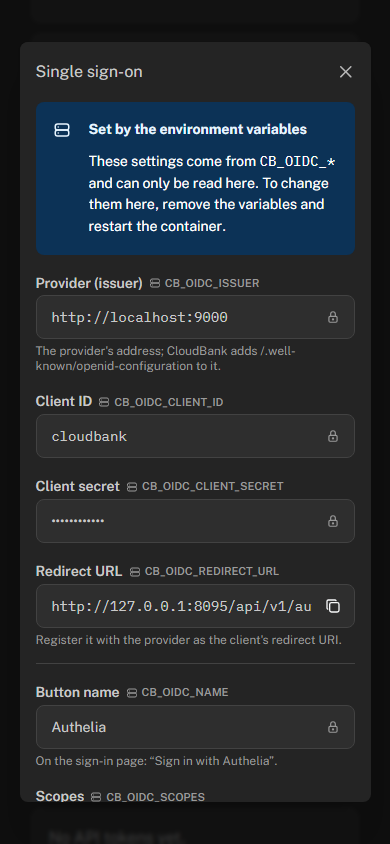 Single sign-on
Set by the environment variables
These settings come from CB_OIDC_*
and can only be read here. To change
them here, remove the variables and
restart the container.
Provider (issuer) CB_OIDC_ISSUER
http://localhost:9000
The provider's address; CloudBank adds /.well-
known/openid-configuration to it.
Client ID CB_OIDC_CLIENT_ID
cloudbank
Client secret CB_OIDC_CLIENT_SECRET
••••••••••••
Redirect URL CB_OIDC_REDIRECT_URL
http://127.0.0.1:8095/api/v1/au
Register it with the provider as the client's redirect URI.
Button name CB_OIDC_NAME
Authelia
On the sign-in page: “Sign in with Authelia”.
Scopes CB_OIDC_SCOPES
No API tokens yet.